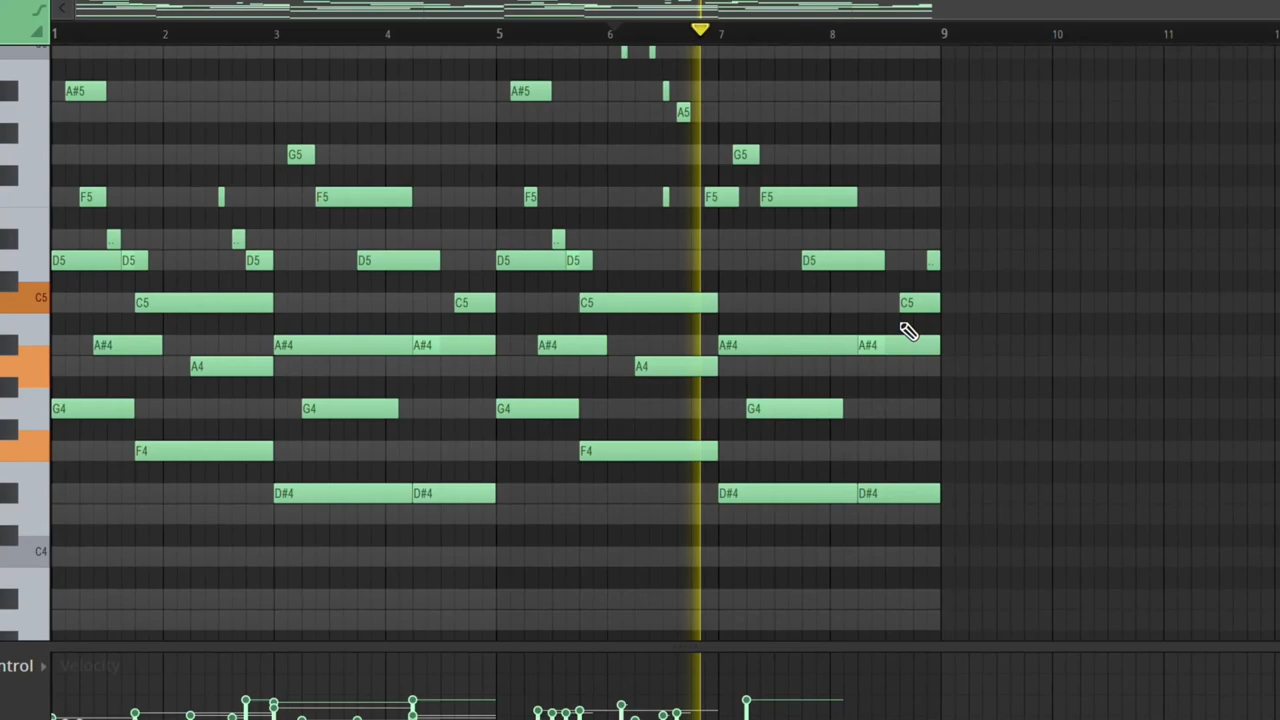 1 2 3 4 5 6 7 8 9 10 11
A#5 A#5
A5
G5 G5
F5 F5 F5 F5 F5
.. .. ..
D5 D5 D5 D5 D5 D5 D5 ..
C5 C5 C5 C5 C5
A#4 A#4 A#4 A#4 A#4 A#4
A4 A4
G4 G4 G4 G4
F4 F4
D#4 D#4 D#4 D#4
C4
ntrol Velocity